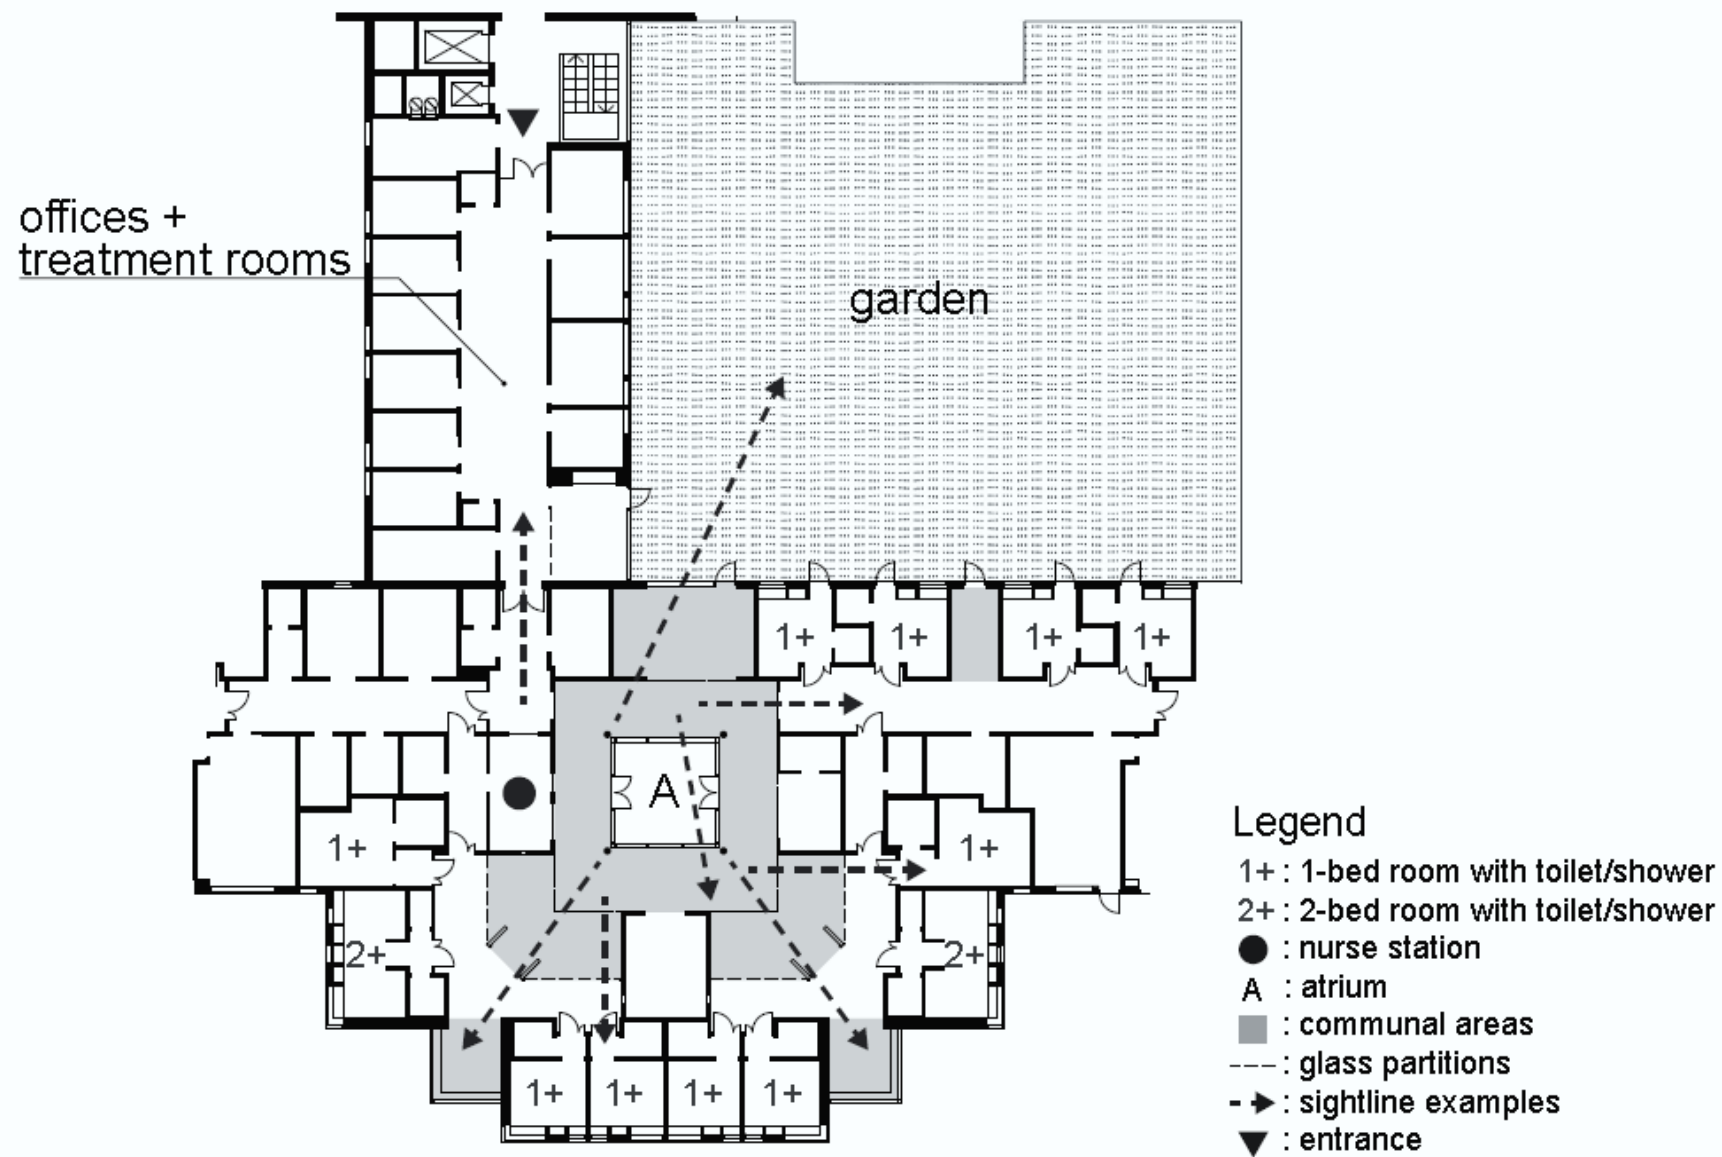 offices +
treatment rooms
garden
1+ 1+ 1+ 1+
A
1+ 1+
2+ 2+
1+ 1+ 1+ 1+
Legend
1+ : 1-bed room with toilet/shower
2+ : 2-bed room with toilet/shower
: nurse station
A : atrium
: communal areas
: glass partitions
: sightline examples
: entrance